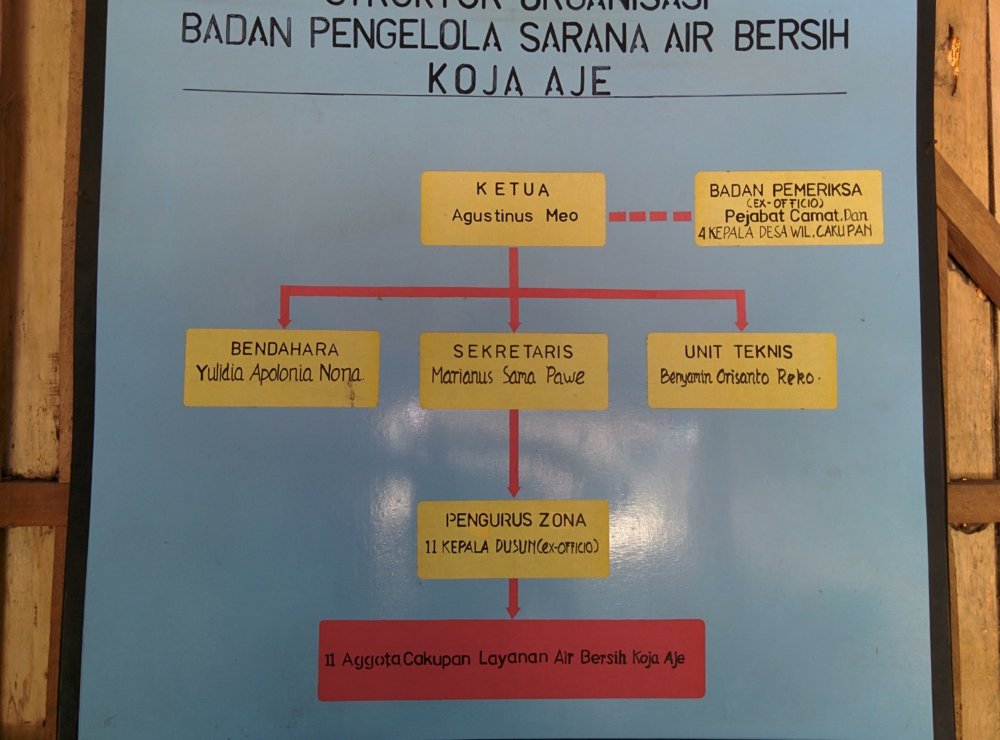 STRUKTUR ORGANISASI
BADAN PENGELOLA SARANA AIR BERSIH
KOJA AJE
KETUA
Agustinus Meo
BADAN PEMERIKSA
(EX-OFFICIO)
Pejabat Camat.Dan
4 KEPALA DESA WIL.CAKUPAN
BENDAHARA
Yulidia Apolonia Nona.
SEKRETARIS
Marianus Sama Pawe
UNIT TEKNIS
Benyamin Orisanto Reko.
PENGURUS ZONA
11 KEPALA DUSUN(ex-OFFICIO)
11 Aggota Cakupan Layanan Air Bersih Koja Aje